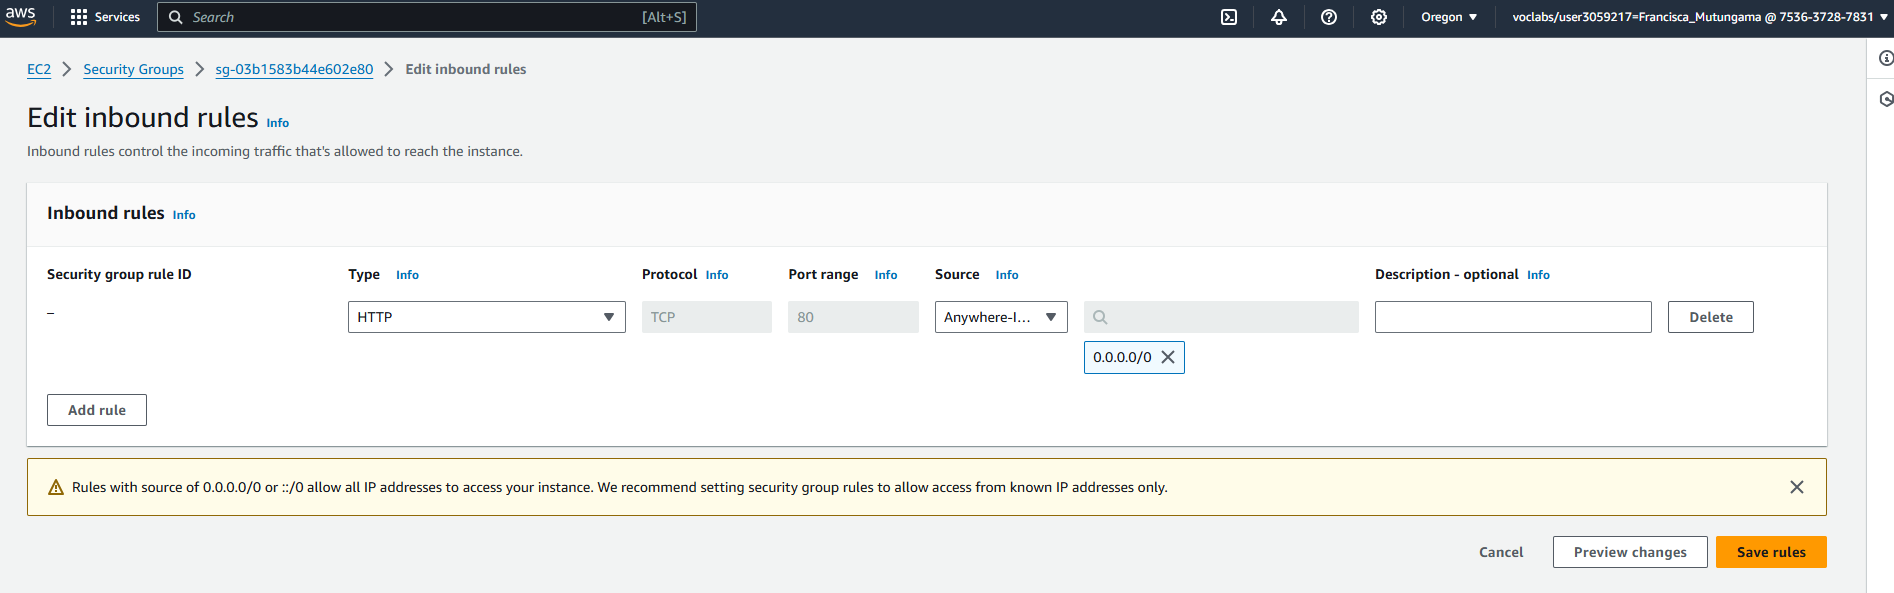 aws Services Search [Alt+S] Oregon voclabs/user3059217=Francisca_Mutungama @ 7536-3728-7831
EC2 Security Groups sg-03b1583b44e602e80 Edit inbound rules
Edit inbound rules Info
Inbound rules control the incoming traffic that's allowed to reach the instance.
Inbound rules Info
Security group rule ID Type Info Protocol Info Port range Info Source Info Description - optional Info
– HTTP TCP 80 Anywhere-I... Delete
0.0.0.0/0
Add rule
Rules with source of 0.0.0.0/0 or ::/0 allow all IP addresses to access your instance. We recommend setting security group rules to allow access from known IP addresses only.
Cancel Preview changes Save rules